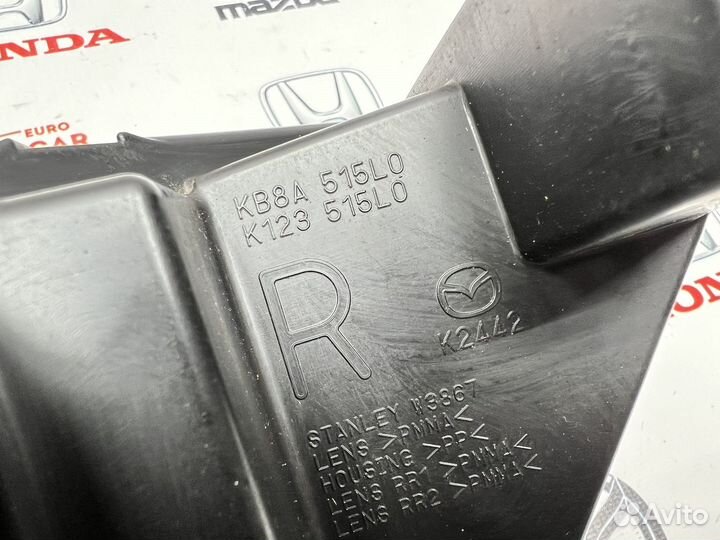 HONDA
mazda
EURO
CAR
KB8A 515L0
K123 515L0
R
K2442
STANLEY W3867
LENS >PMMA<
HOUSING >PP<
LENS RR1 >PMMA<
LENS RR2 >PMMA<
HONDA
Avito